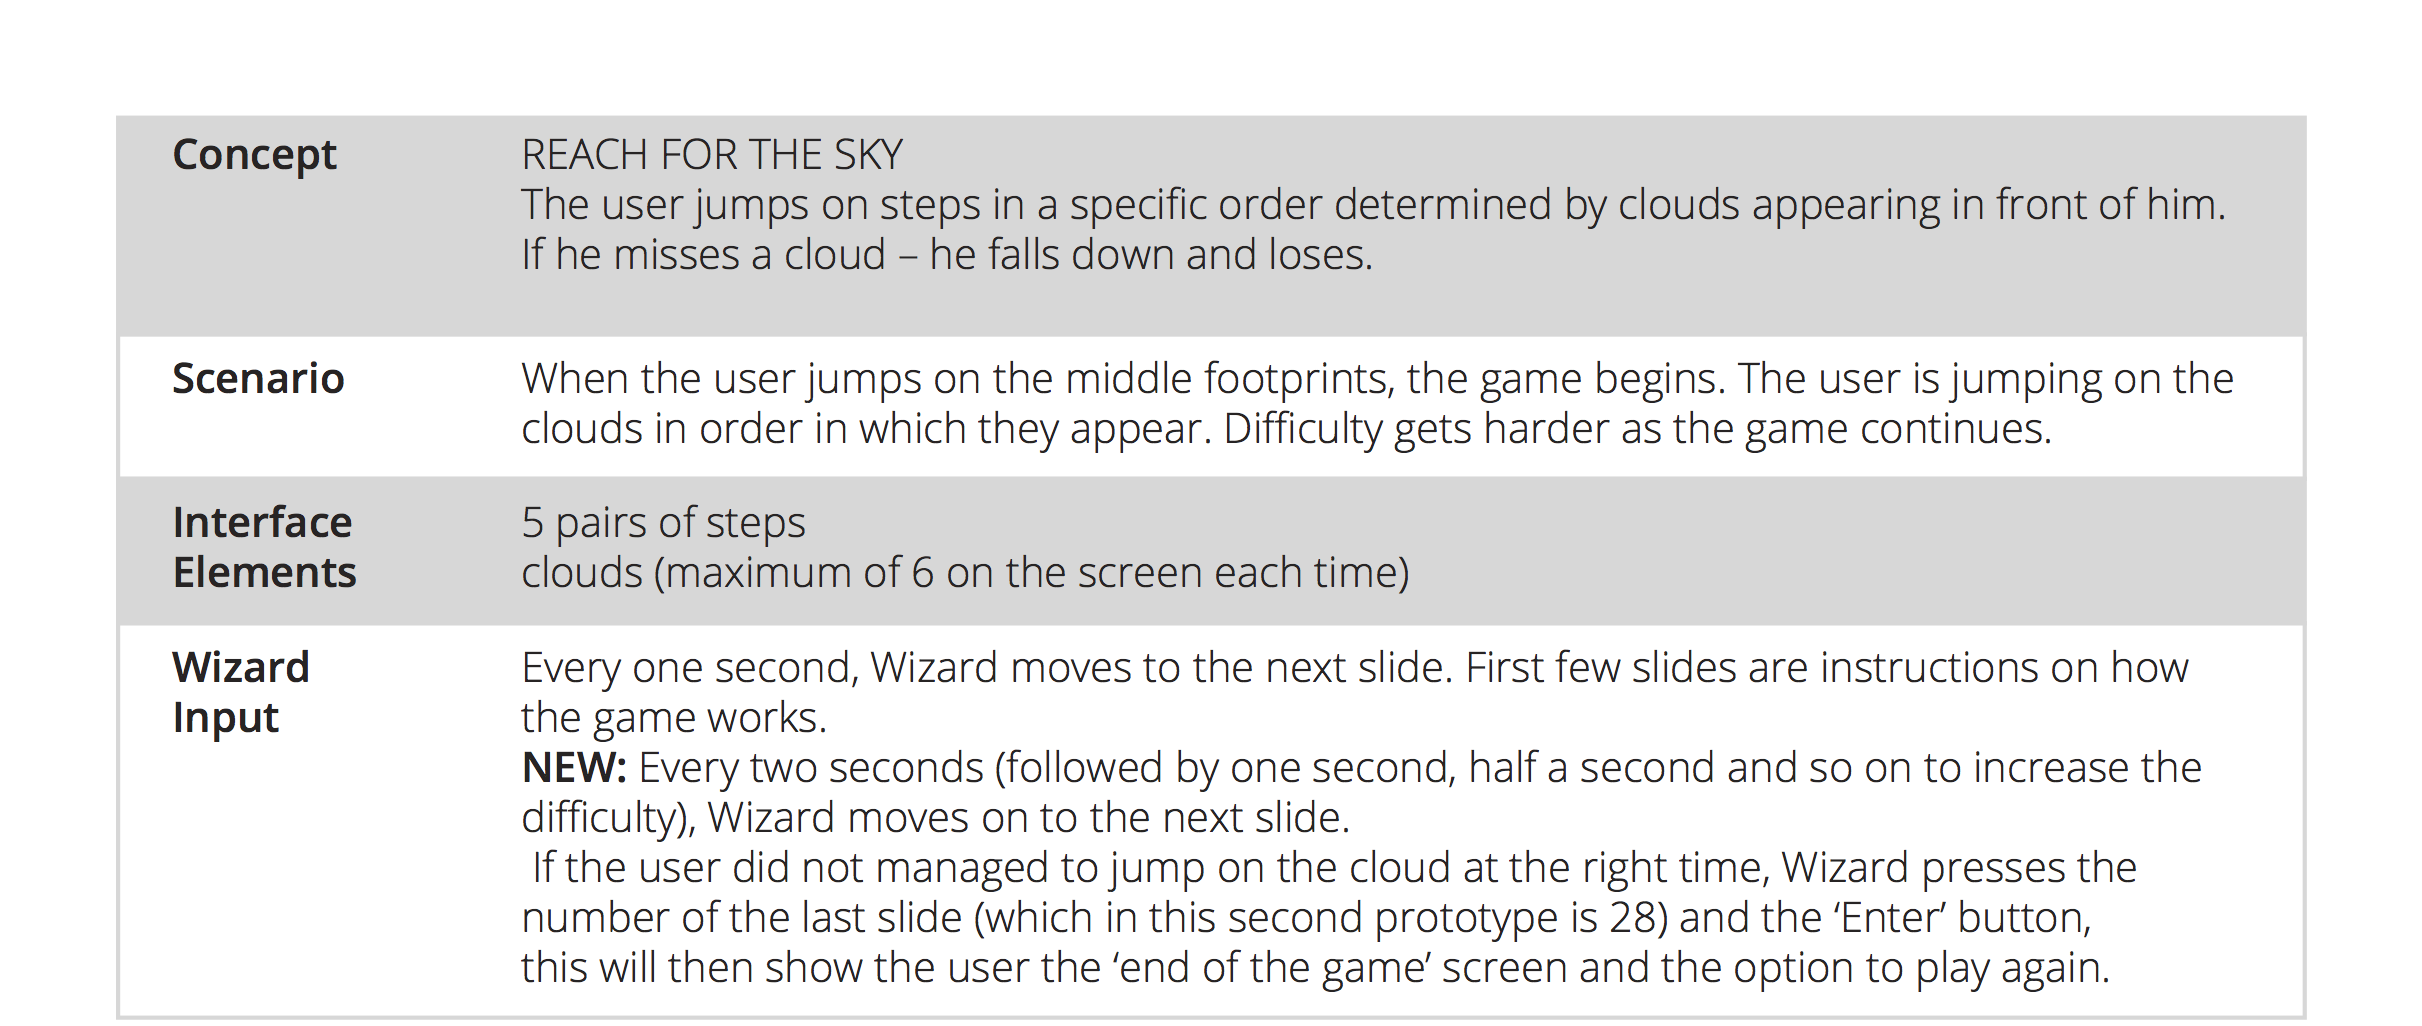 Concept
REACH FOR THE SKY
The user jumps on steps in a specific order determined by clouds appearing in front of him.
If he misses a cloud – he falls down and loses.
Scenario
When the user jumps on the middle footprints, the game begins. The user is jumping on the
clouds in order in which they appear. Difficulty gets harder as the game continues.
Interface
Elements
5 pairs of steps
clouds (maximum of 6 on the screen each time)
Wizard
Input
Every one second, Wizard moves to the next slide. First few slides are instructions on how
the game works.
NEW: Every two seconds (followed by one second, half a second and so on to increase the
difficulty), Wizard moves on to the next slide.
If the user did not managed to jump on the cloud at the right time, Wizard presses the
number of the last slide (which in this second prototype is 28) and the ‘Enter’ button,
this will then show the user the ‘end of the game’ screen and the option to play again.